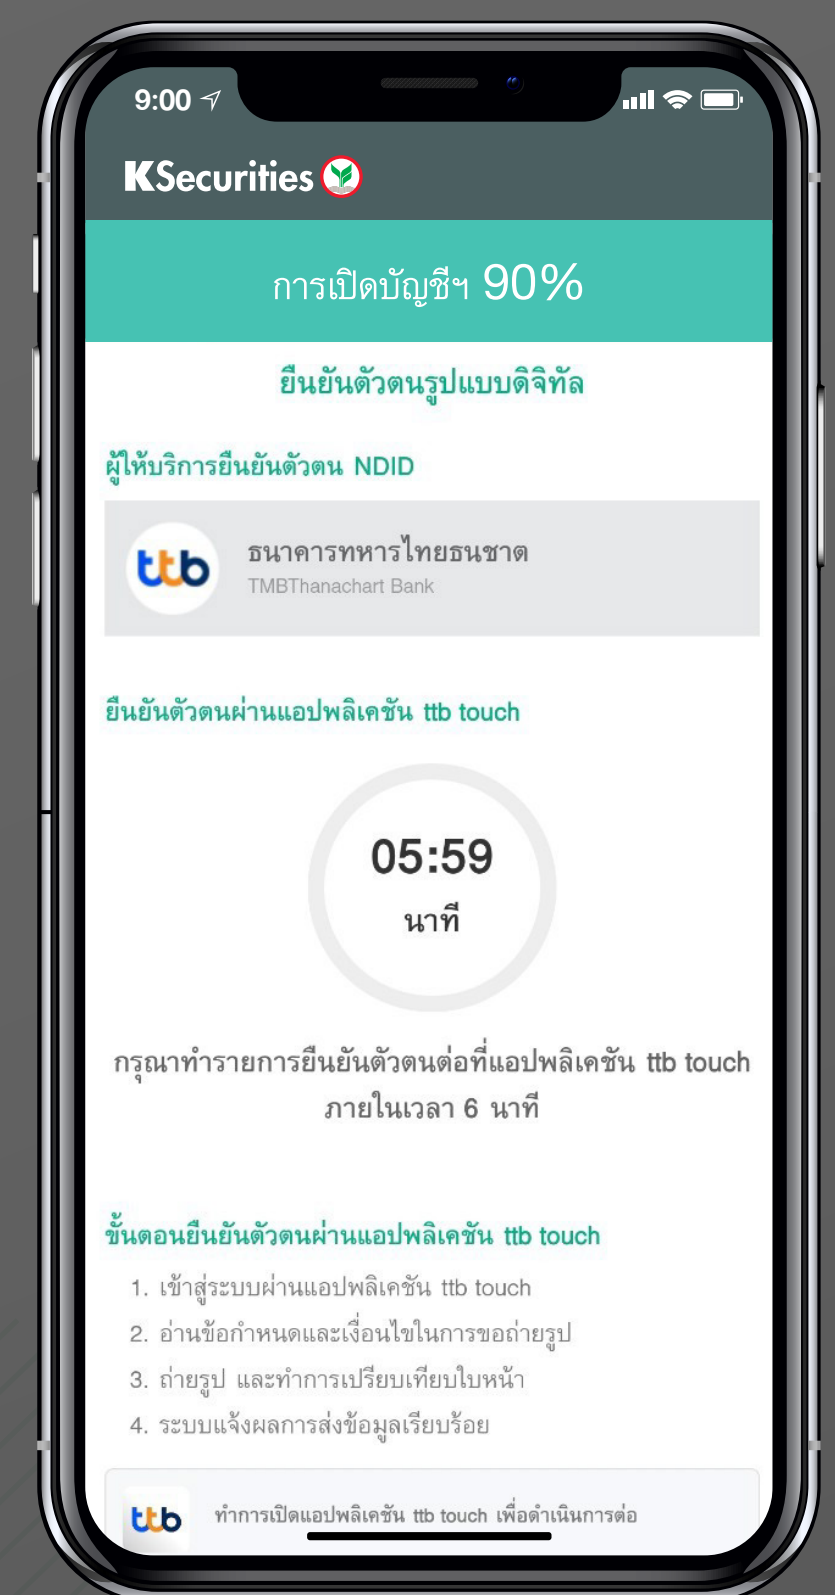 9:00
KSecurities
การเปิดบัญชีฯ 90%
ยืนยันตัวตนรูปแบบดิจิทัล
ผู้ให้บริการยืนยันตัวตน NDID
ttb
ธนาคารทหารไทยธนชาต
TMBThanachart Bank
ยืนยันตัวตนผ่านแอปพลิเคชัน ttb touch
05:59
นาที
กรุณาทำรายการยืนยันตัวตนต่อที่แอปพลิเคชัน ttb touch
ภายในเวลา 6 นาที
ขั้นตอนยืนยันตัวตนผ่านแอปพลิเคชัน ttb touch
1. เข้าสู่ระบบผ่านแอปพลิเคชัน ttb touch
2. อ่านข้อกำหนดและเงื่อนไขในการขอถ่ายรูป
3. ถ่ายรูป และทำการเปรียบเทียบใบหน้า
4. ระบบแจ้งผลการส่งข้อมูลเรียบร้อย
ttb
ทำการเปิดแอปพลิเคชัน ttb touch เพื่อดำเนินการต่อ